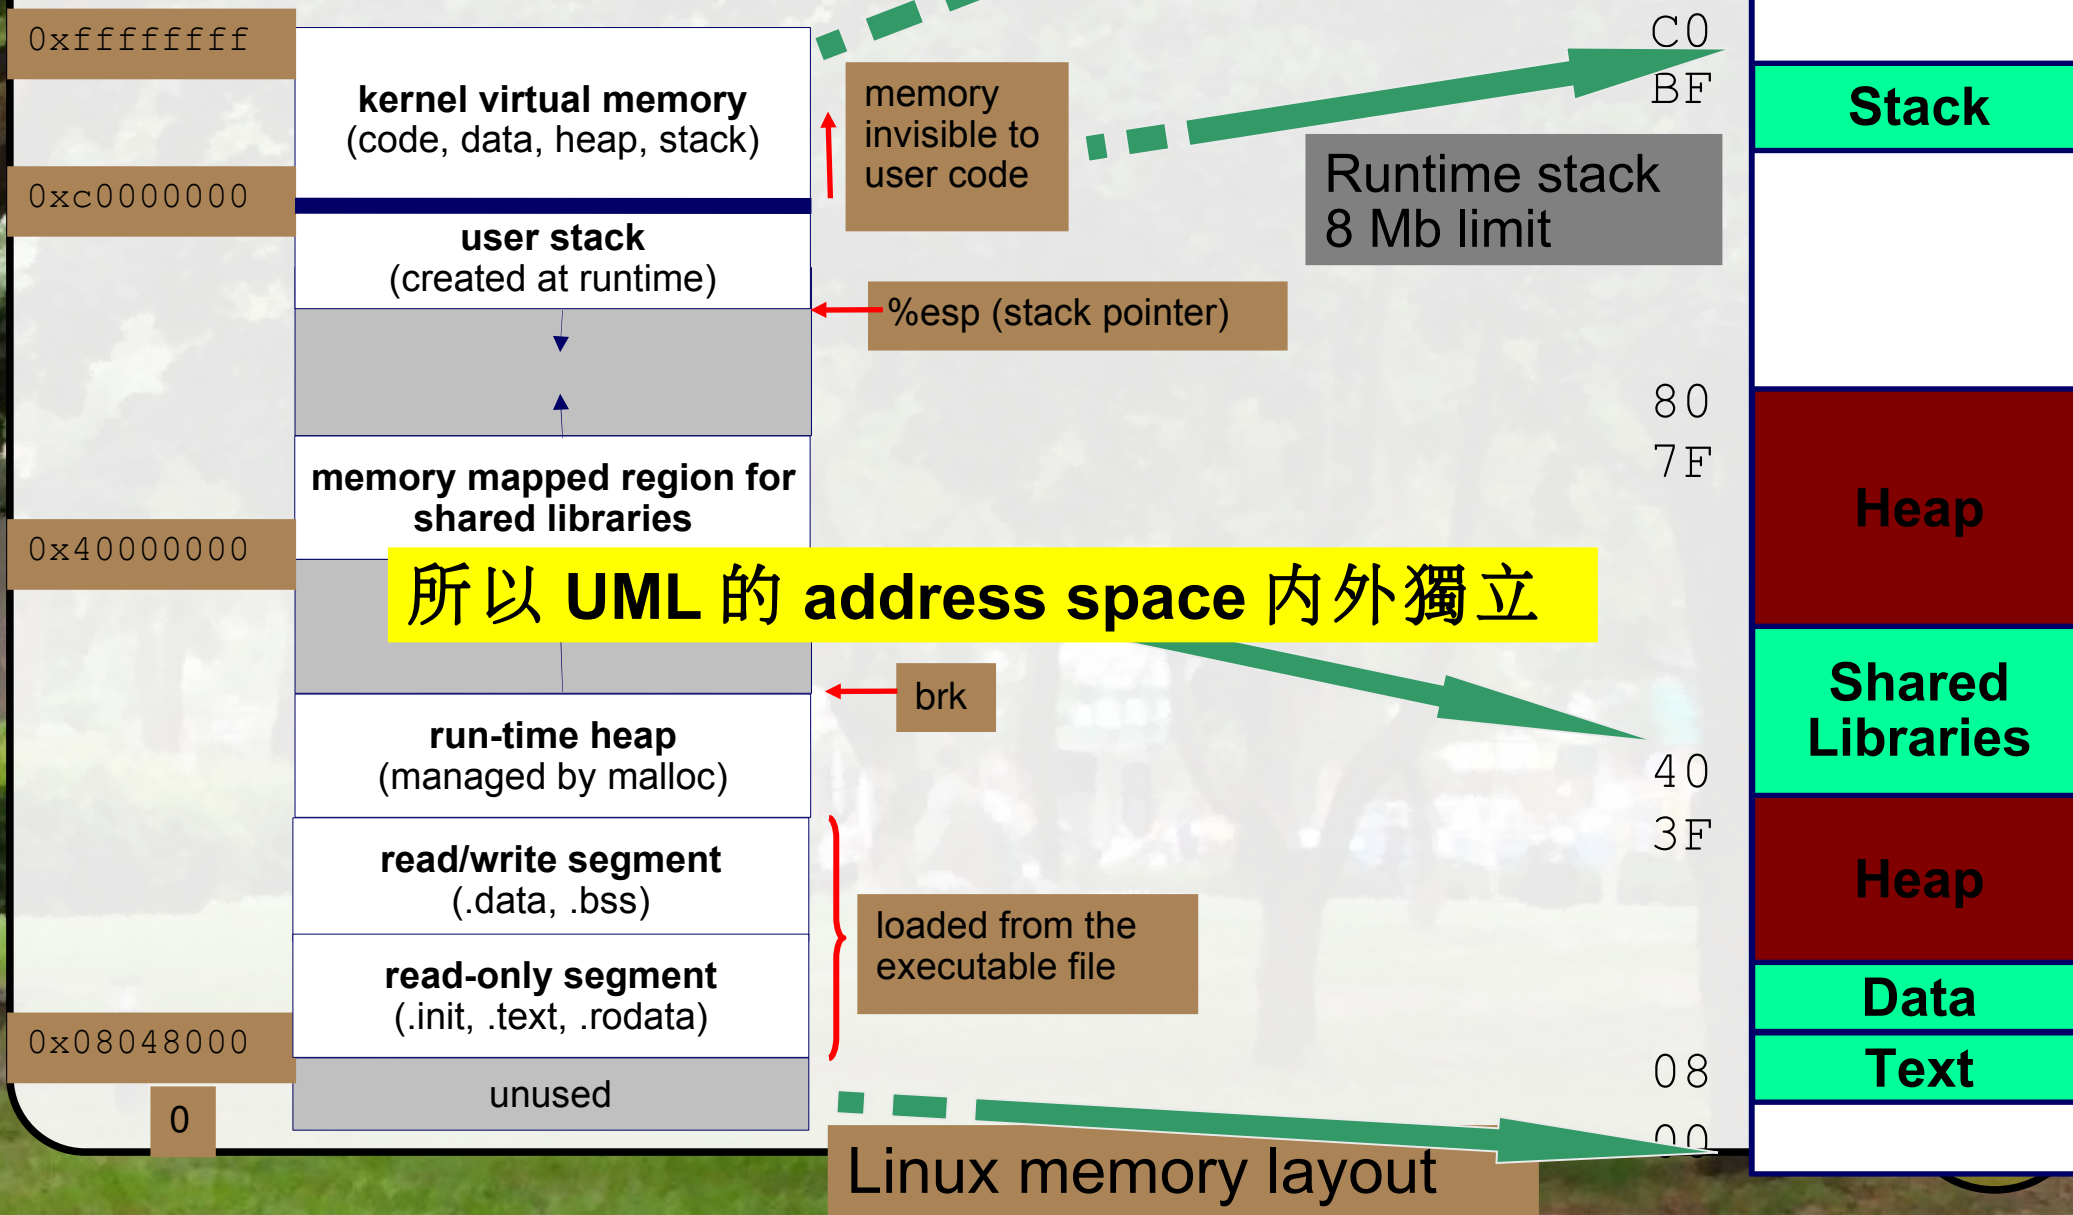 0xffffffff
kernel virtual memory
(code, data, heap, stack)
memory
invisible to
user code
0xc0000000
user stack
(created at runtime)
%esp (stack pointer)
memory mapped region for
shared libraries
0x40000000
所以 UML 的 address space 内外獨立
brk
run-time heap
(managed by malloc)
read/write segment
(.data, .bss)
loaded from the
executable file
read-only segment
(.init, .text, .rodata)
0x08048000
unused
0
Linux memory layout
Runtime stack
8 Mb limit
C0
BF
80
7F
40
3F
08
00
Stack
Heap
Shared
Libraries
Heap
Data
Text